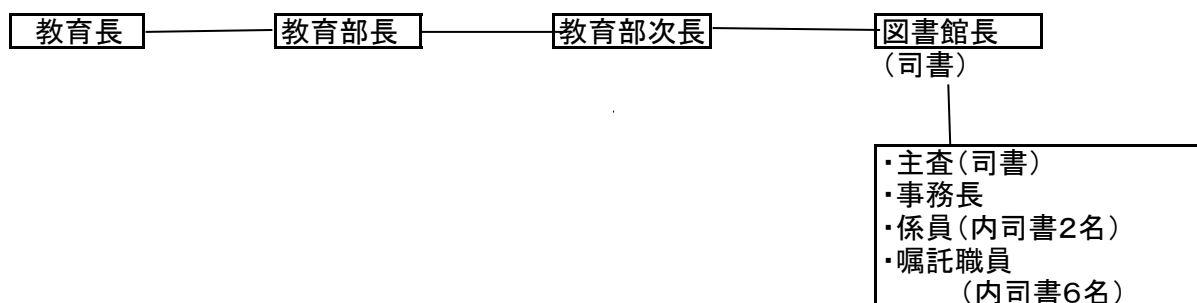 教育長
教育部長
教育部次長
図書館長
(司書)
・主査(司書)
・事務長
・係員(内司書2名)
・嘱託職員
(内司書6名)